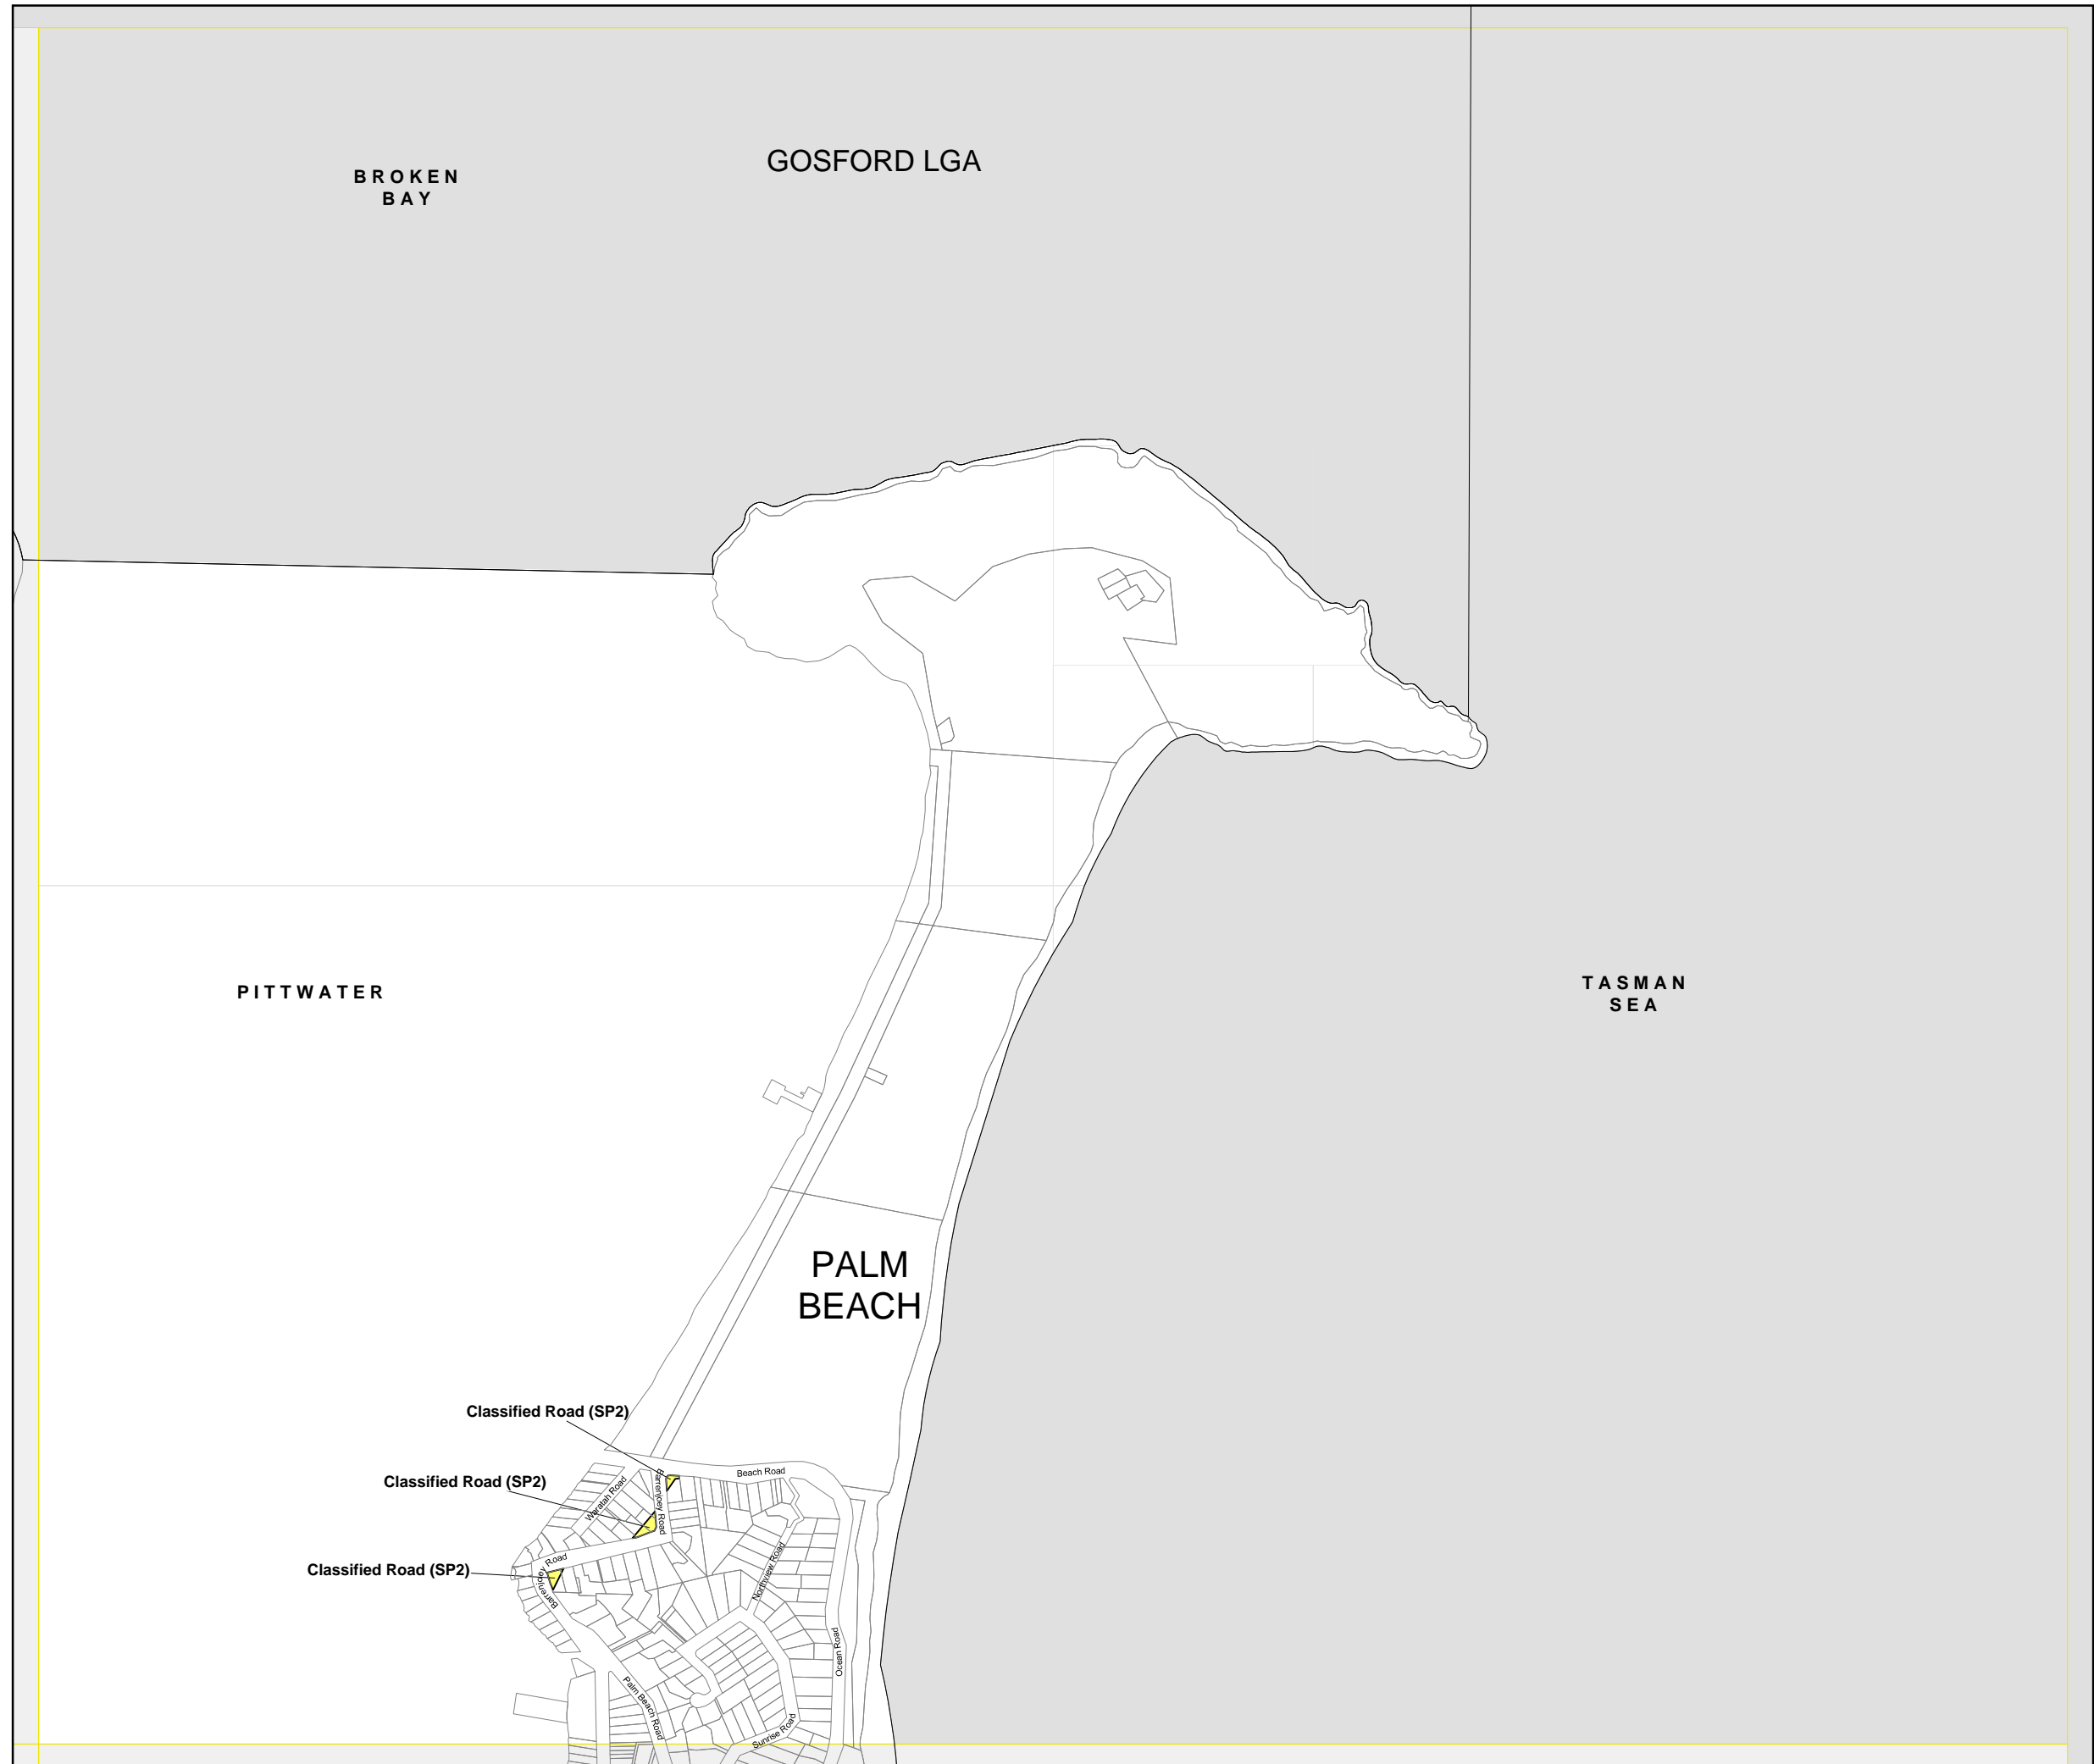 GOSFORD LGA
BROKEN
BAY
PITTWATER
TASMAN
SEA
PALM
BEACH
Classified Road (SP2)
Classified Road (SP2)
Classified Road (SP2)
Beach Road
Waratah Road
Barrenjoey Road
Barrenjoey Road
Northview Road
Ocean Road
Palm Beach Road
Sunrise Road